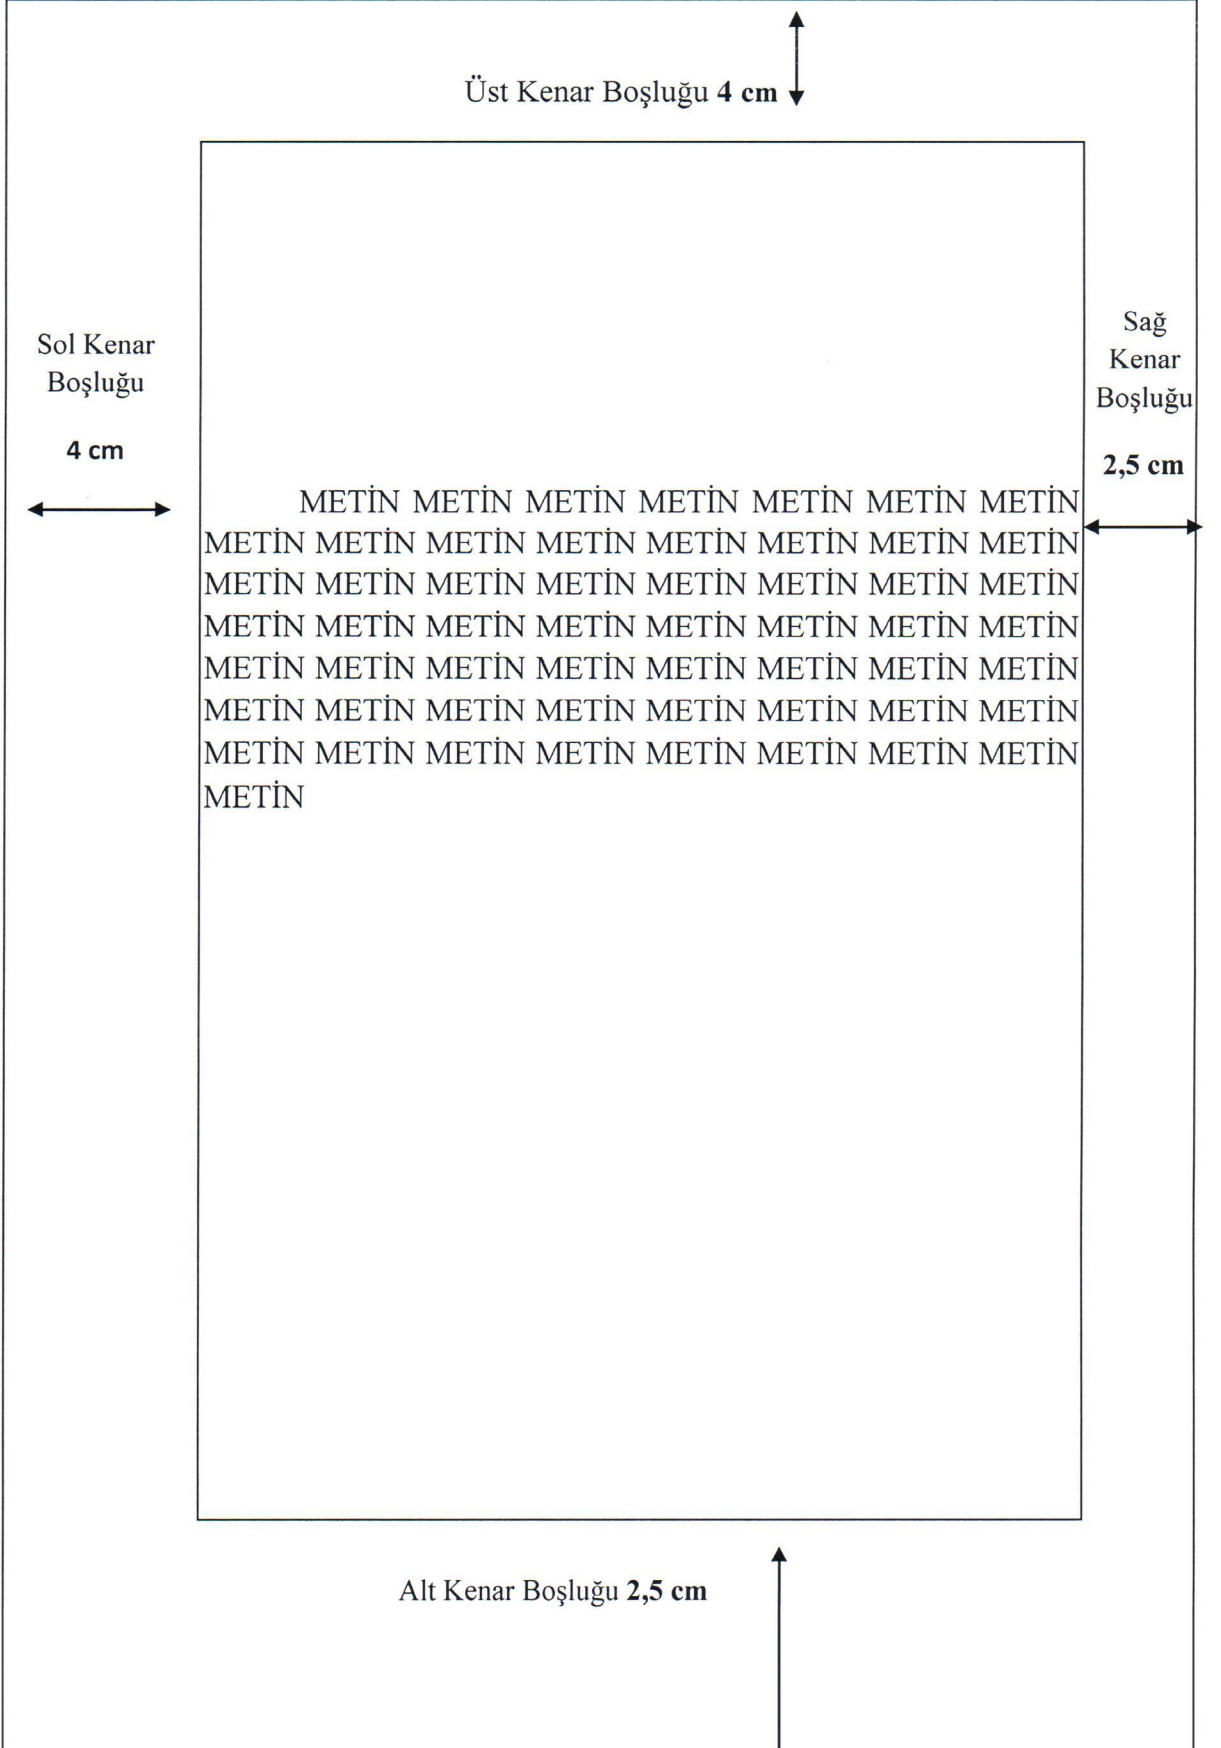 Üst Kenar Boşluğu 4 cm
Sol Kenar
Boşluğu
4 cm
Sağ
Kenar
Boşluğu
2,5 cm
METİN METİN METİN METİN METİN METİN METİN
METİN METİN METİN METİN METİN METİN METİN METİN
METİN METİN METİN METİN METİN METİN METİN METİN
METİN METİN METİN METİN METİN METİN METİN METİN
METİN METİN METİN METİN METİN METİN METİN METİN
METİN METİN METİN METİN METİN METİN METİN METİN
METİN METİN METİN METİN METİN METİN METİN METİN
METİN
Alt Kenar Boşluğu 2,5 cm